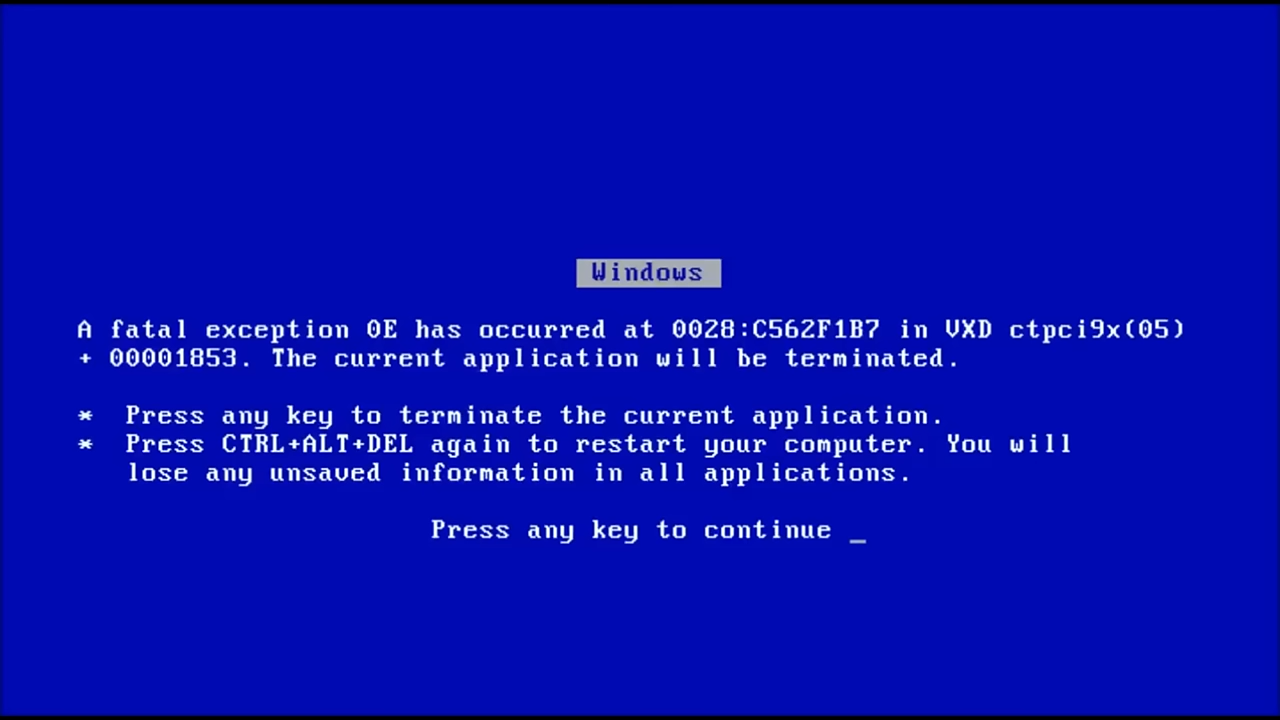 Windows
A fatal exception 0E has occurred at 0028:C562F1B7 in VXD ctpci9x(05)
+ 00001853. The current application will be terminated.
* Press any key to terminate the current application.
* Press CTRL+ALT+DEL again to restart your computer. You will
lose any unsaved information in all applications.
Press any key to continue _